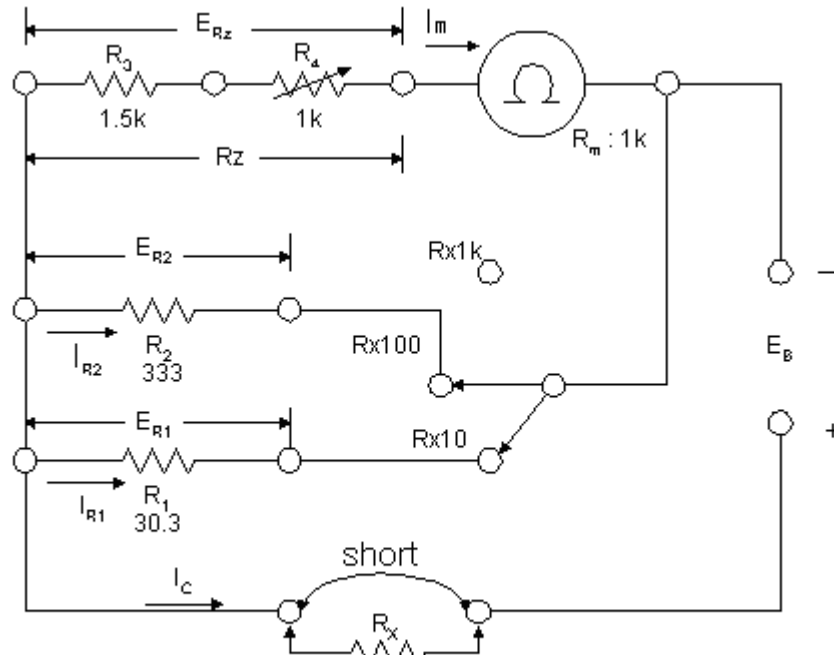 E_Rz
I_m
R_3
R_4
1.5k
1k
R_m : 1k
Rz
E_R2
Rx1k
−
I_R2
R_2
333
Rx100
E_B
E_R1
Rx10
+
I_R1
R_1
30.3
short
I_C
R_X